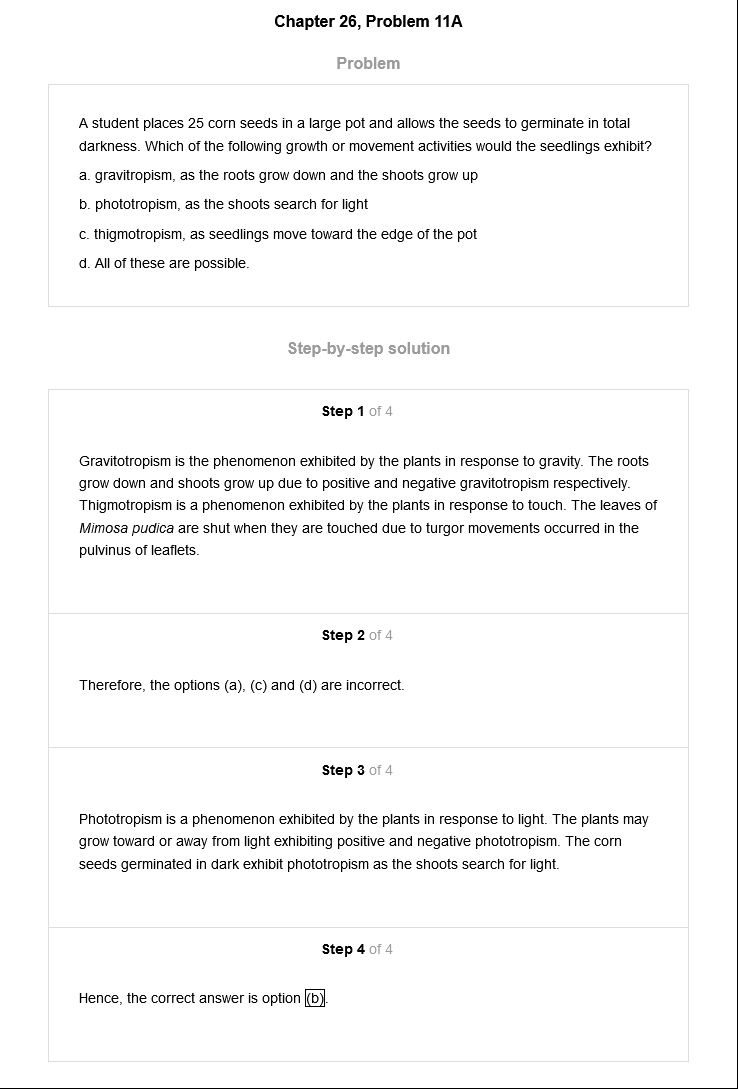 Chapter 26, Problem 11A
Problem
A student places 25 corn seeds in a large pot and allows the seeds to germinate in total
darkness. Which of the following growth or movement activities would the seedlings exhibit?
a. gravitropism, as the roots grow down and the shoots grow up
b. phototropism, as the shoots search for light
c. thigmotropism, as seedlings move toward the edge of the pot
d. All of these are possible.
Step-by-step solution
Step 1 of 4
Gravitotropism is the phenomenon exhibited by the plants in response to gravity. The roots
grow down and shoots grow up due to positive and negative gravitotropism respectively.
Thigmotropism is a phenomenon exhibited by the plants in response to touch. The leaves of
Mimosa pudica are shut when they are touched due to turgor movements occurred in the
pulvinus of leaflets.
Step 2 of 4
Therefore, the options (a), (c) and (d) are incorrect.
Step 3 of 4
Phototropism is a phenomenon exhibited by the plants in response to light. The plants may
grow toward or away from light exhibiting positive and negative phototropism. The corn
seeds germinated in dark exhibit phototropism as the shoots search for light.
Step 4 of 4
Hence, the correct answer is option (b).